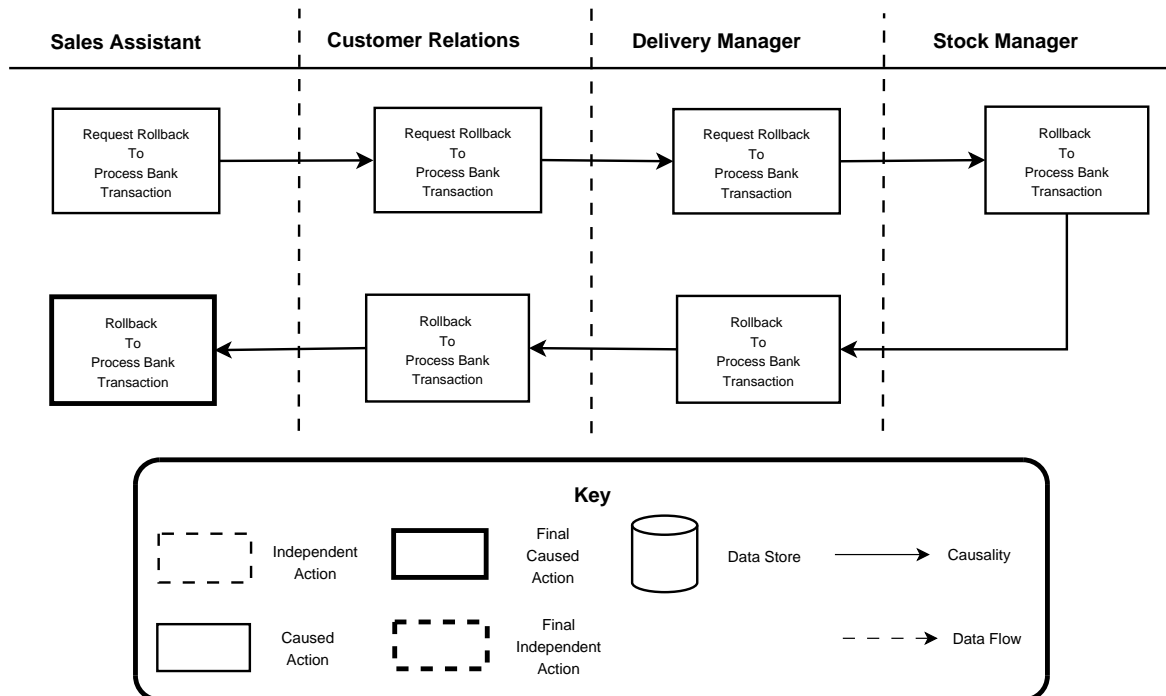 Sales Assistant
Customer Relations
Delivery Manager
Stock Manager
Request Rollback
To
Process Bank
Transaction
Request Rollback
To
Process Bank
Transaction
Request Rollback
To
Process Bank
Transaction
Rollback
To
Process Bank
Transaction
Rollback
To
Process Bank
Transaction
Rollback
To
Process Bank
Transaction
Rollback
To
Process Bank
Transaction
Key
Independent
Action
Final
Caused
Action
Data Store
Causality
Caused
Action
Final
Independent
Action
Data Flow